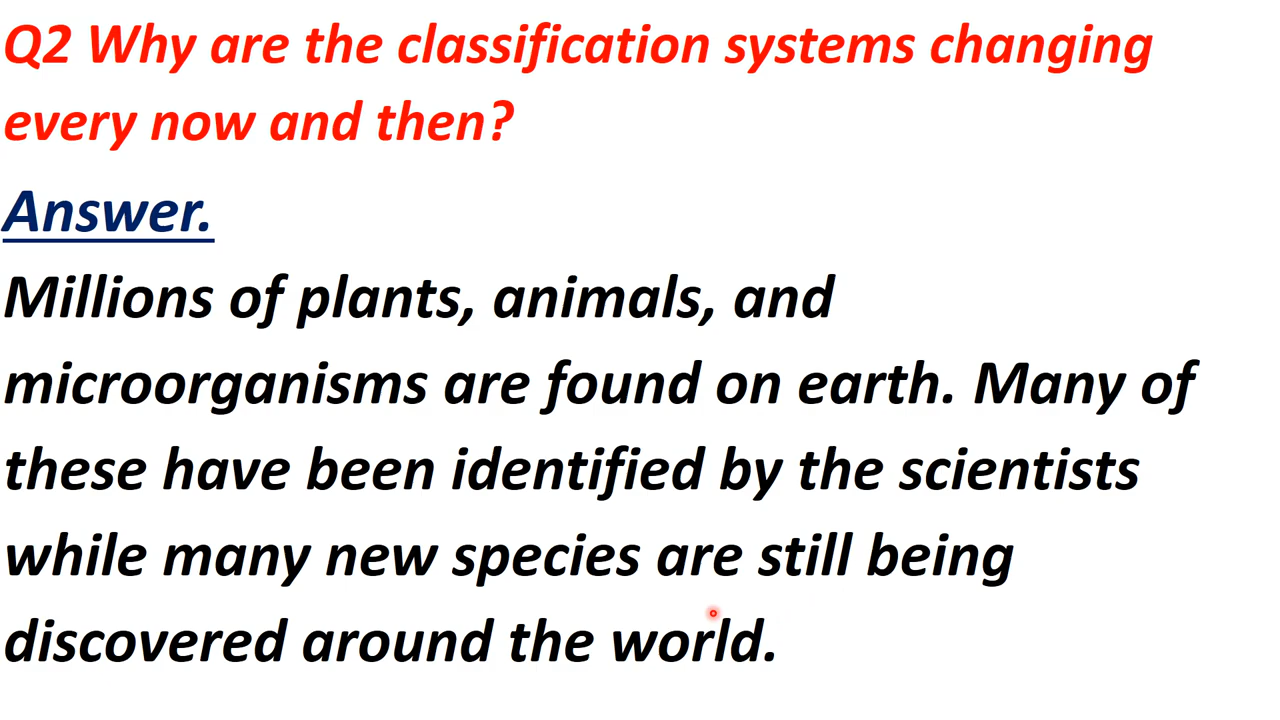 Q2 Why are the classification systems changing
every now and then?
Answer.
Millions of plants, animals, and
microorganisms are found on earth. Many of
these have been identified by the scientists
while many new species are still being
discovered around the world.